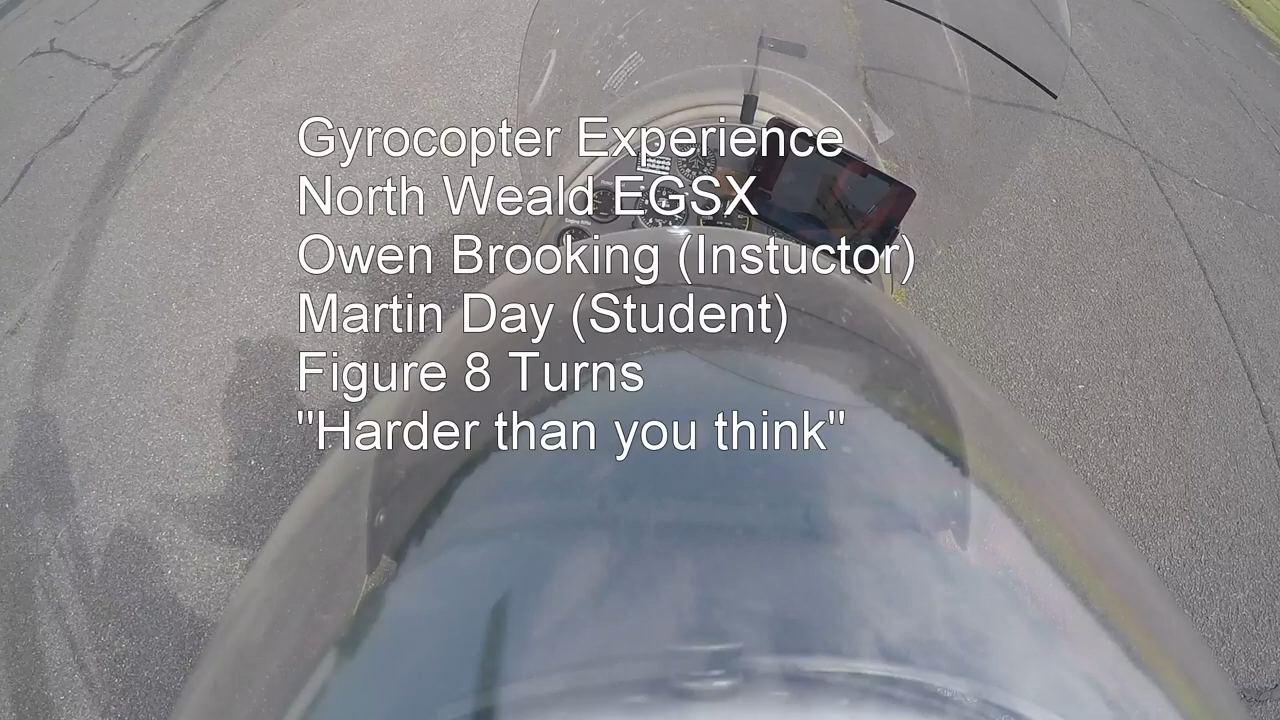 Gyrocopter Experience
North Weald EGSX
Owen Brooking (Instuctor)
Martin Day (Student)
Figure 8 Turns
"Harder than you think"